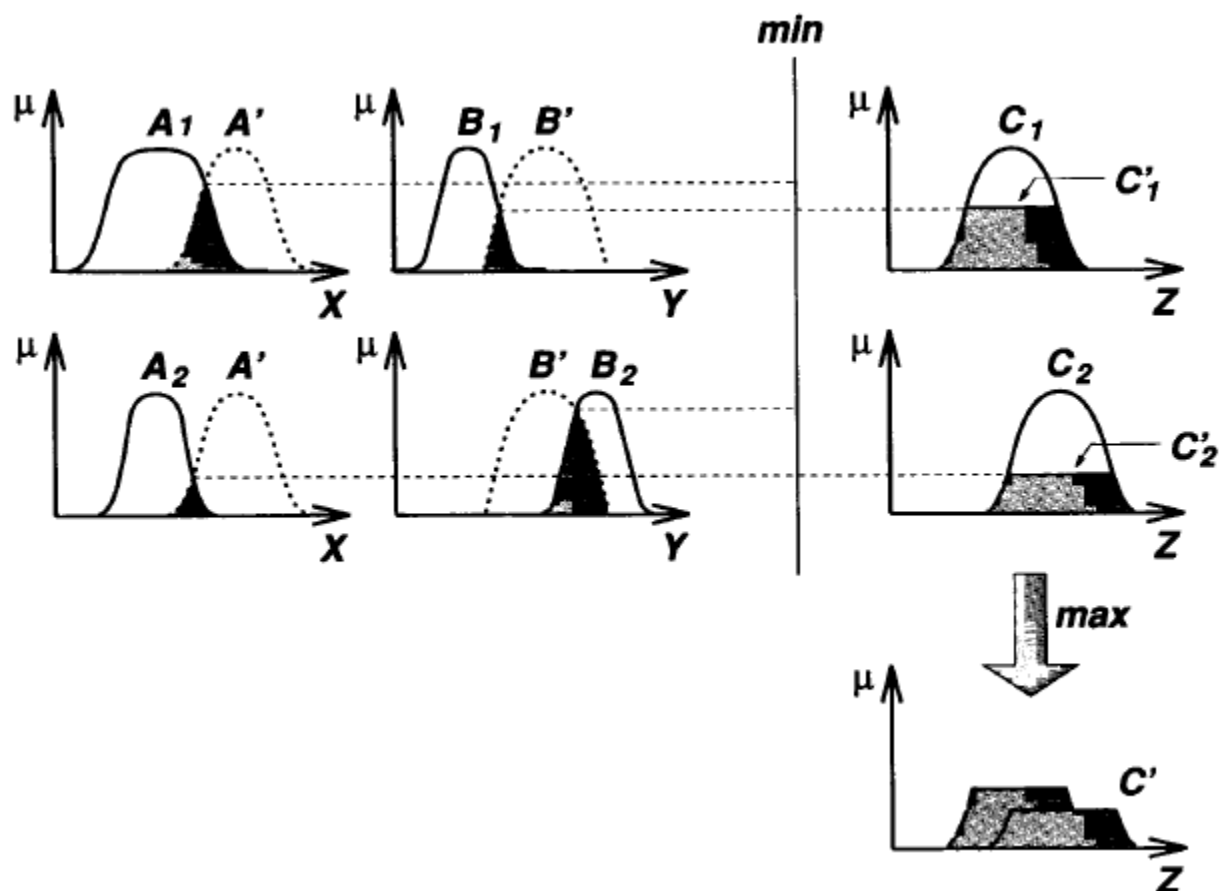 min
μ A₁ A' μ B₁ B' μ C₁ C'₁
X Y Z
μ A₂ A' μ B' B₂ μ C₂ C'₂
X Y Z
max
μ C'
Z